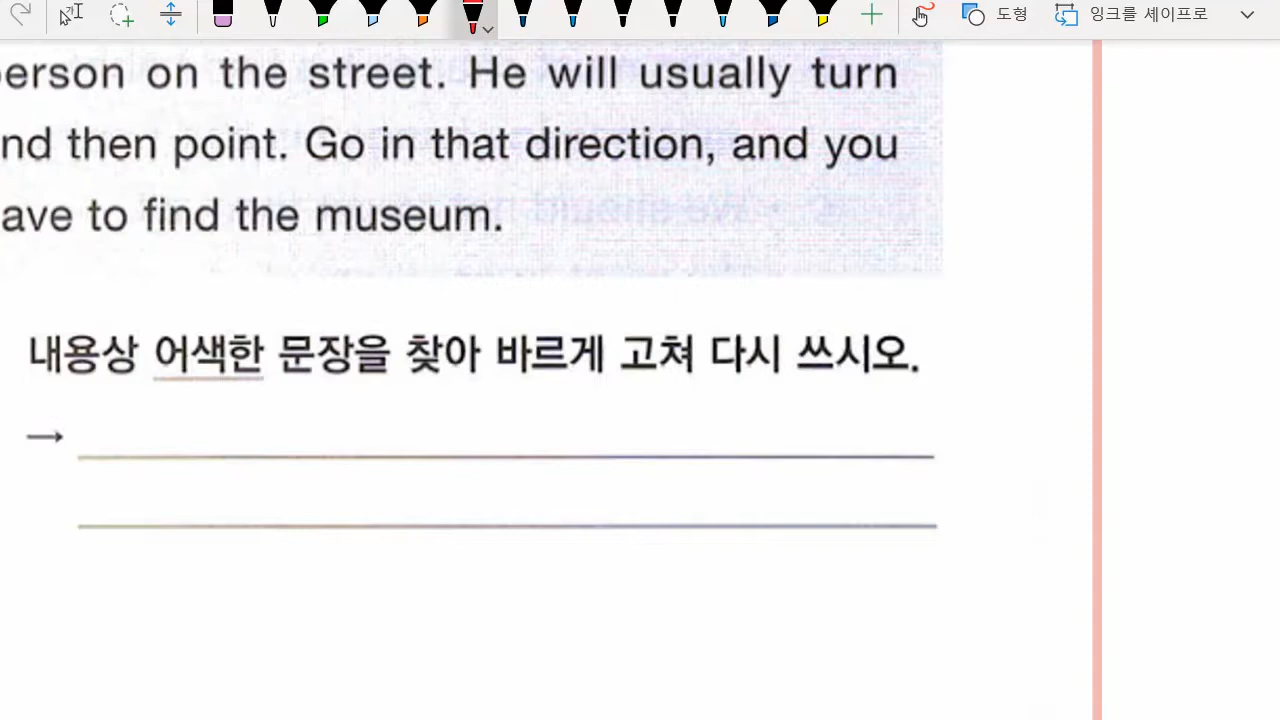 도형 잉크를 셰이프로
erson on the street. He will usually turn
nd then point. Go in that direction, and you
ave to find the museum.
내용상 어색한 문장을 찾아 바르게 고쳐 다시 쓰시오.
→